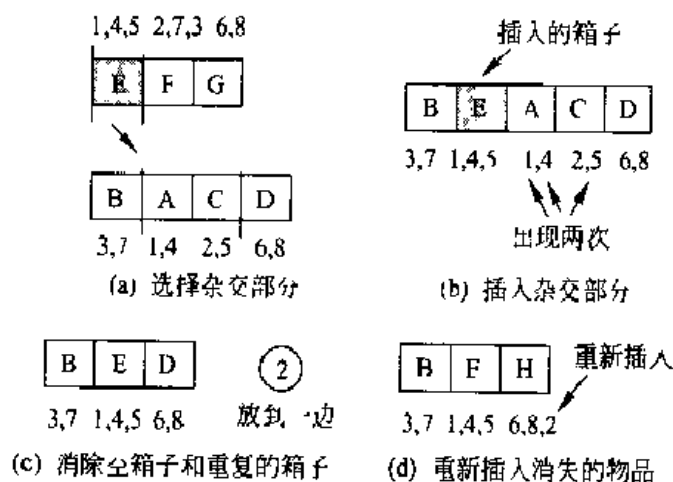 1,4,5 2,7,3 6,8
E F G
B A C D
3,7 1,4 2,5 6,8
(a) 选择杂交部分
插入的箱子
B E A C D
3,7 1,4,5 1,4 2,5 6,8
出现两次
(b) 插入杂交部分
B E D
3,7 1,4,5 6,8
2
放到一边
(c) 消除空箱子和重复的箱子
B F H
重新插入
3,7 1,4,5 6,8,2
(d) 重新插入消失的物品